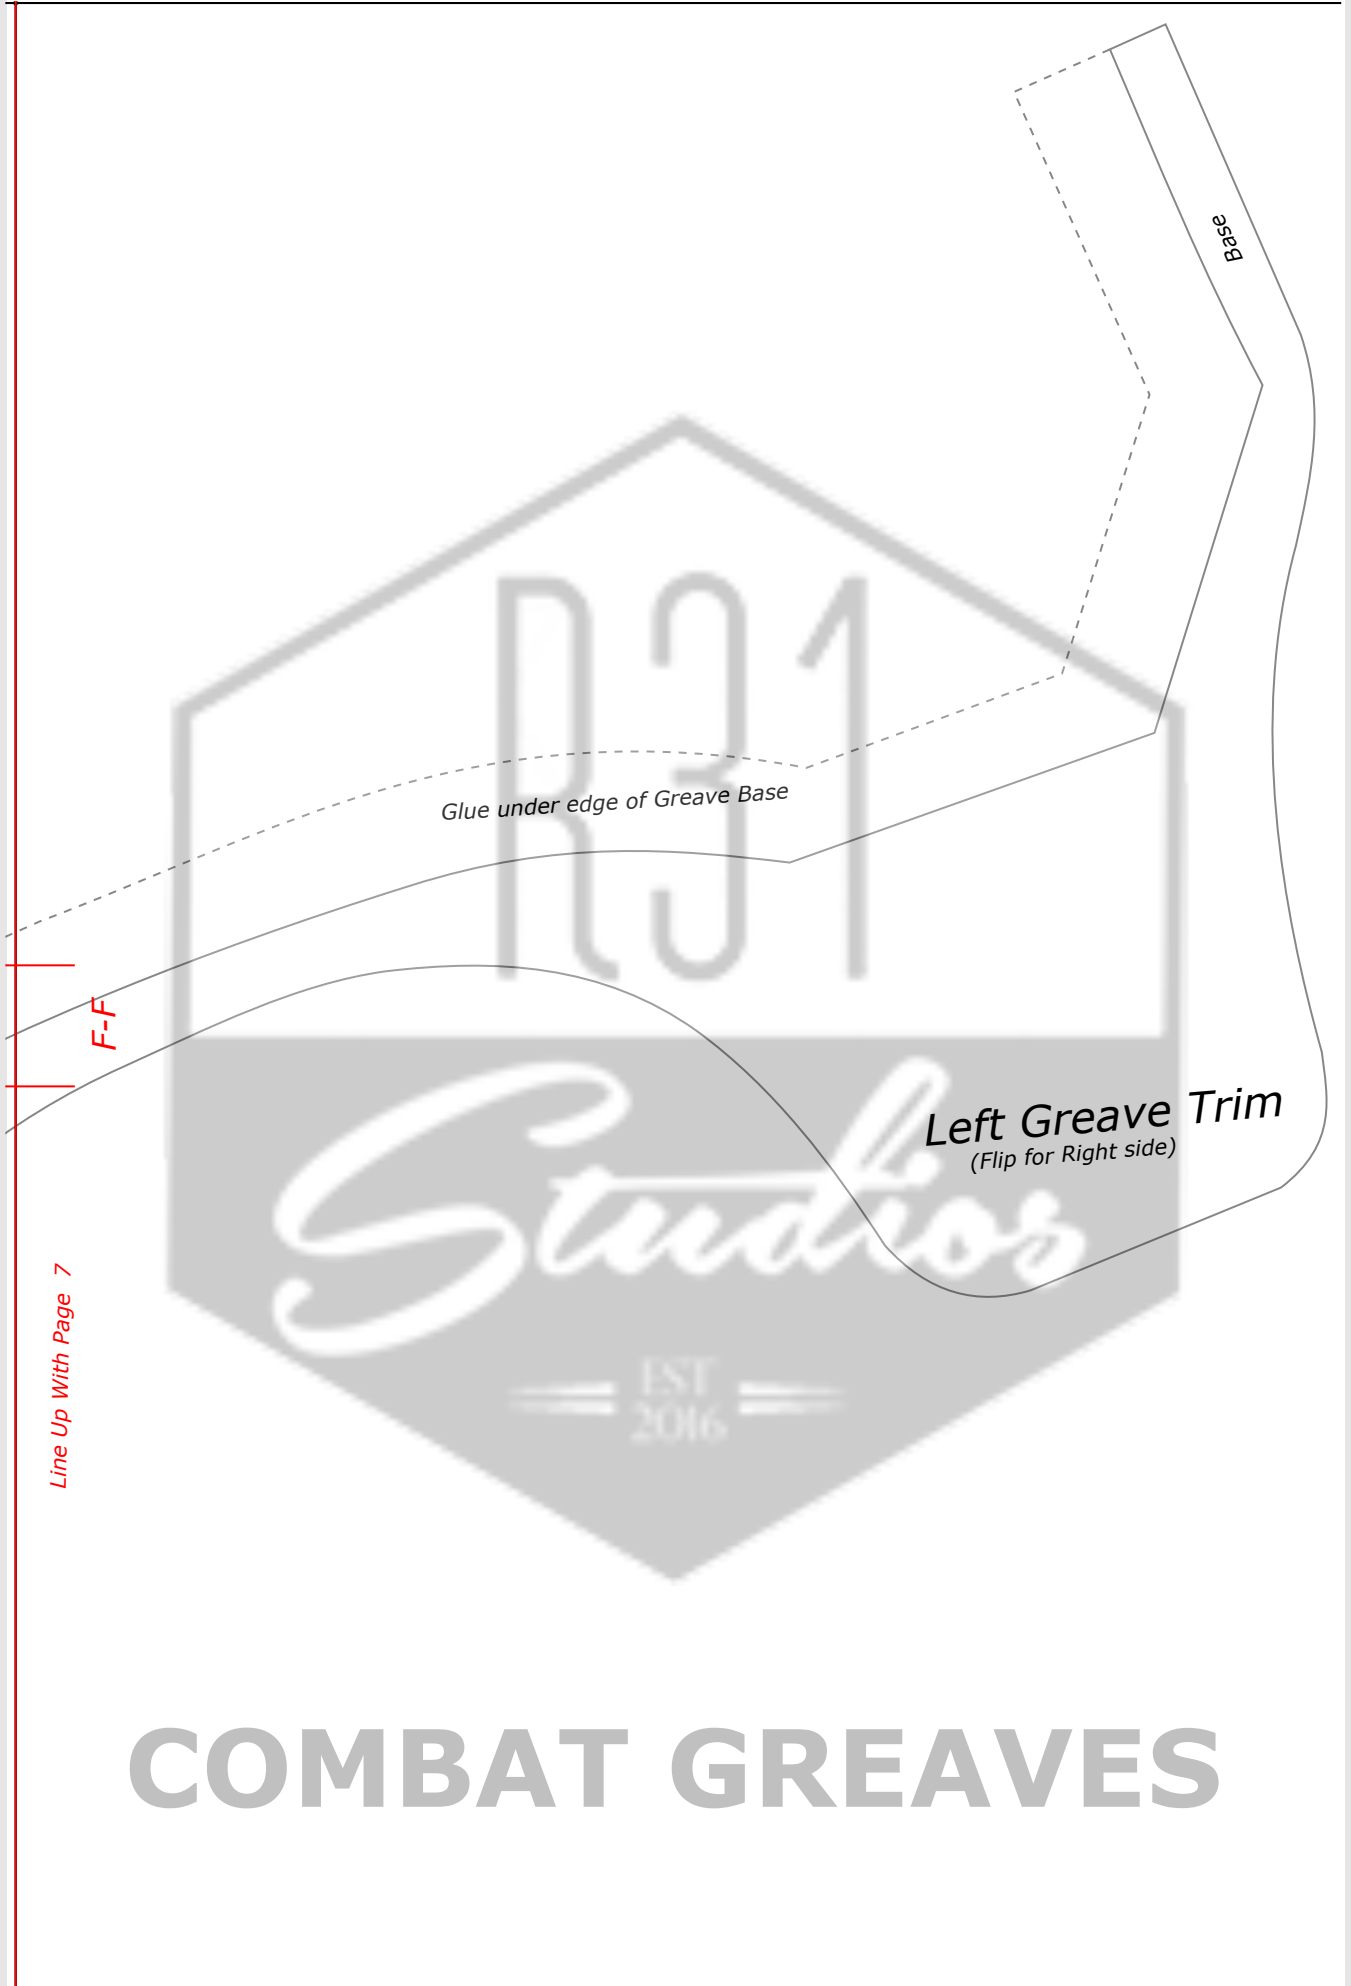 Base
R31
Glue under edge of Greave Base
F-F
Left Greave Trim
(Flip for Right side)
Studios
Line Up With Page 7
EST
2016
COMBAT GREAVES